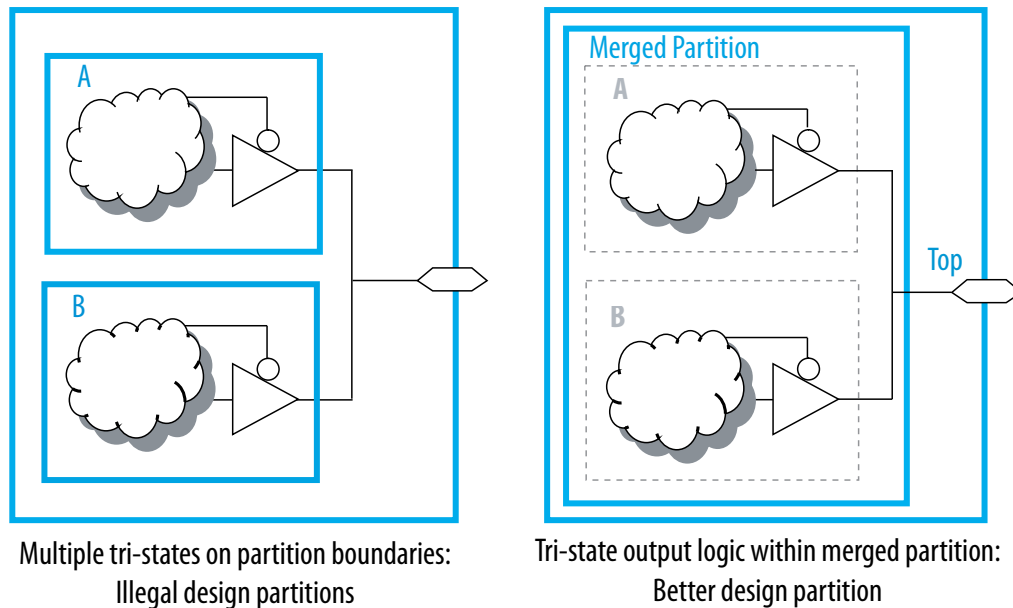 A
B
Multiple tri-states on partition boundaries:
Illegal design partitions
Merged Partition
A
B
Top
Tri-state output logic within merged partition:
Better design partition